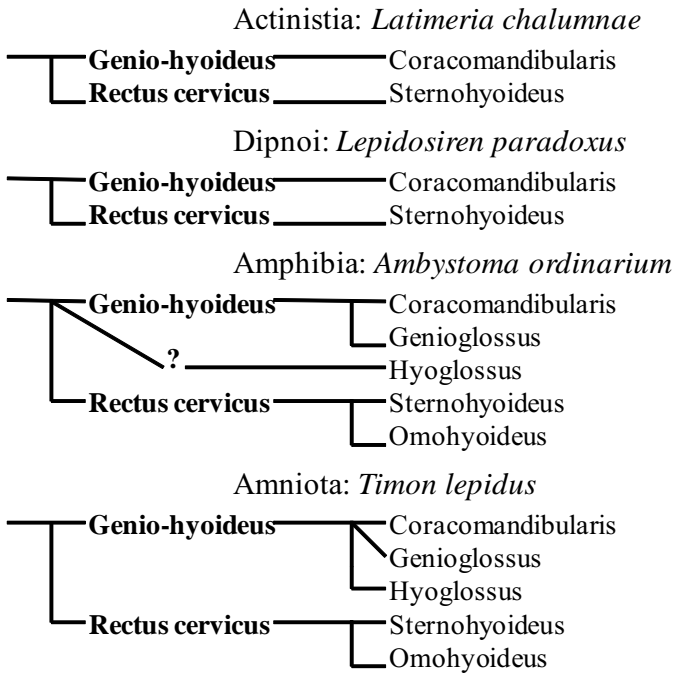 Actinistia: Latimeria chalumnae
Genio-hyoideus Coracomandibularis
Rectus cervicus Sternohyoideus
Dipnoi: Lepidosiren paradoxus
Genio-hyoideus Coracomandibularis
Rectus cervicus Sternohyoideus
Amphibia: Ambystoma ordinarium
Genio-hyoideus Coracomandibularis
Genioglossus
? Hyoglossus
Rectus cervicus Sternohyoideus
Omohyoideus
Amniota: Timon lepidus
Genio-hyoideus Coracomandibularis
Genioglossus
Hyoglossus
Rectus cervicus Sternohyoideus
Omohyoideus